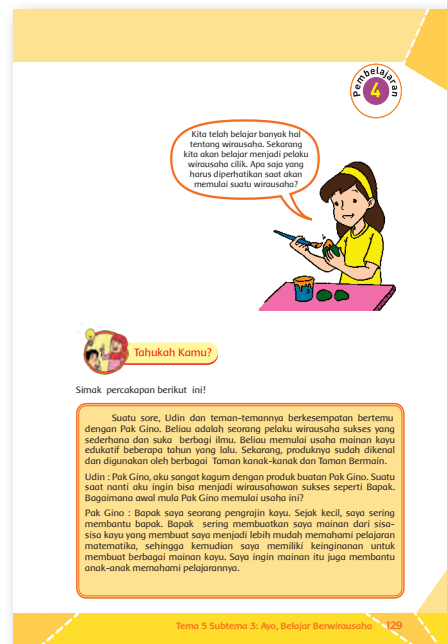 Pembelajaran
4
Kita telah belajar banyak hal
tentang wirausaha. Sekarang
kita akan belajar menjadi pelaku
wirausaha cilik. Apa saja yang
harus diperhatikan saat akan
memulai suatu wirausaha?
Tahukah Kamu?
Simak percakapan berikut ini!
Suatu sore, Udin dan teman-temannya berkesempatan bertemu
dengan Pak Gino. Beliau adalah seorang pelaku wirausaha sukses yang
sederhana dan suka berbagi ilmu. Beliau memulai usaha mainan kayu
edukatif beberapa tahun yang lalu. Sekarang, produknya sudah dikenal
dan digunakan oleh berbagai Taman kanak-kanak dan Taman Bermain.
Udin : Pak Gino, aku sangat kagum dengan produk buatan Pak Gino. Suatu
saat nanti aku ingin bisa menjadi wirausahawan sukses seperti Bapak.
Bagaimana awal mula Pak Gino memulai usaha ini?
Pak Gino : Bapak saya seorang pengrajin kayu. Sejak kecil, saya sering
membantu bapak. Bapak sering membuatkan saya mainan dari sisa-
sisa kayu yang membuat saya menjadi lebih mudah memahami pelajaran
matematika, sehingga kemudian saya memiliki keinginanan untuk
membuat berbagai mainan kayu. Saya ingin mainan itu juga membantu
anak-anak memahami pelajarannya.
Tema 5 Subtema 3: Ayo, Belajar Berwirausaha 129